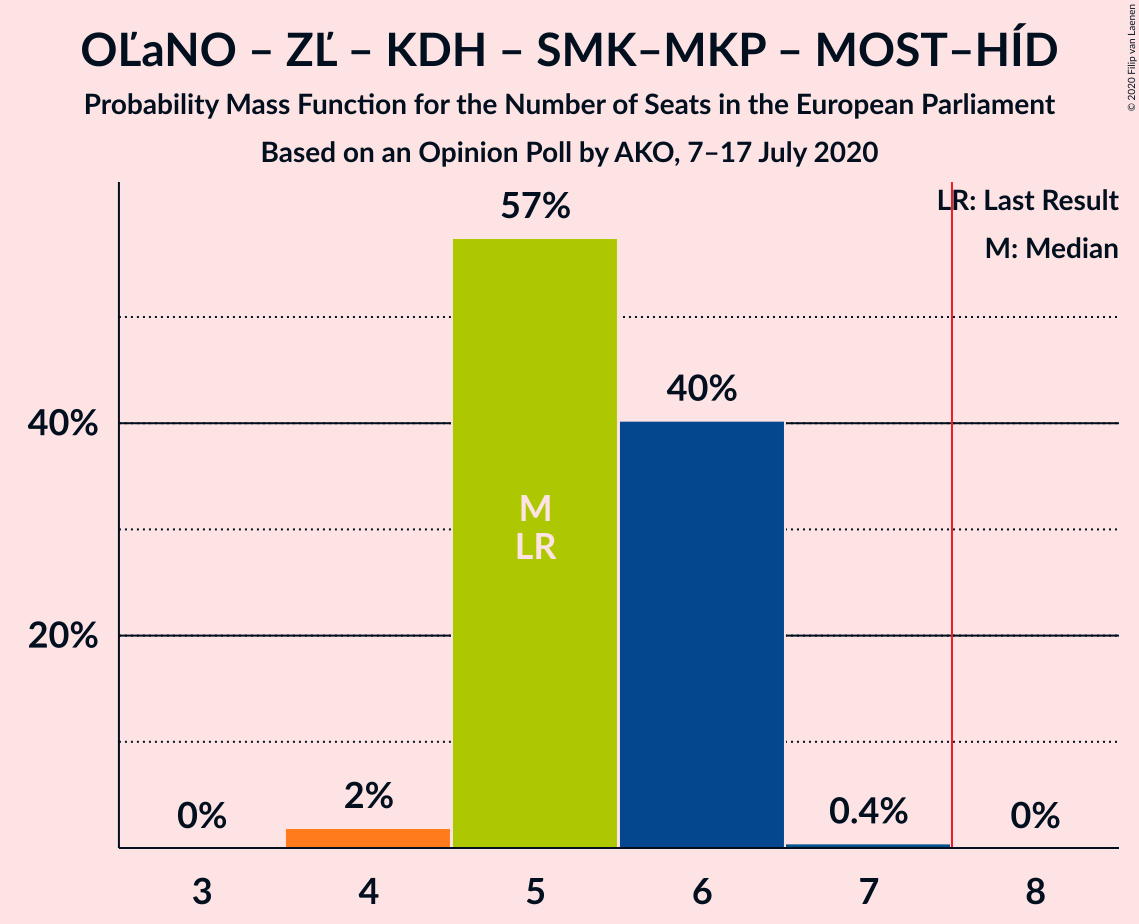 OĽaNO – ZĽ – KDH – SMK–MKP – MOST–HÍD
Probability Mass Function for the Number of Seats in the European Parliament
Based on an Opinion Poll by AKO, 7–17 July 2020
© 2020 Filip van Laenen
LR: Last Result
M: Median
57%
40%
40%
M
LR
20%
0%
2%
0.4%
0%
3
4
5
6
7
8